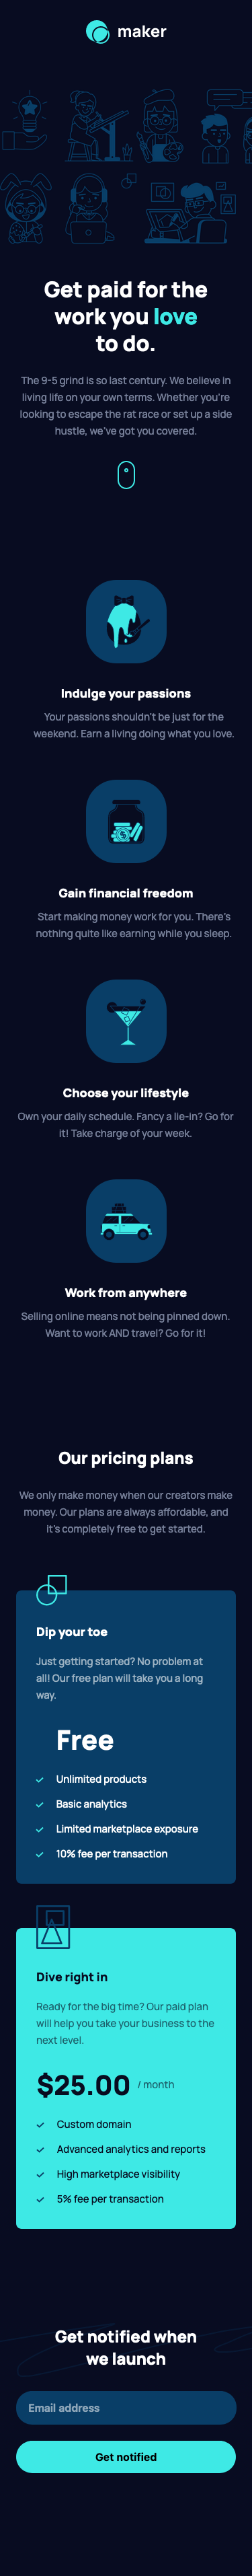 maker
Get paid for the
work you love
to do.
The 9-5 grind is so last century. We believe in
living life on your own terms. Whether you're
looking to escape the rat race or set up a side
hustle, we've got you covered.
Indulge your passions
Your passions shouldn't be just for the
weekend. Earn a living doing what you love.
Gain financial freedom
Start making money work for you. There's
nothing quite like earning while you sleep.
Choose your lifestyle
Own your daily schedule. Fancy a lie-in? Go for
it! Take charge of your week.
Work from anywhere
Selling online means not being pinned down.
Want to work AND travel? Go for it!
Our pricing plans
We only make money when our creators make
money. Our plans are always affordable, and
it's completely free to get started.
Dip your toe
Just getting started? No problem at
all! Our free plan will take you a long
way.
Free
Unlimited products
Basic analytics
Limited marketplace exposure
10% fee per transaction
Dive right in
Ready for the big time? Our paid plan
will help you take your business to the
next level.
$25.00 / month
Custom domain
Advanced analytics and reports
High marketplace visibility
5% fee per transaction
Get notified when
we launch
Email address
Get notified